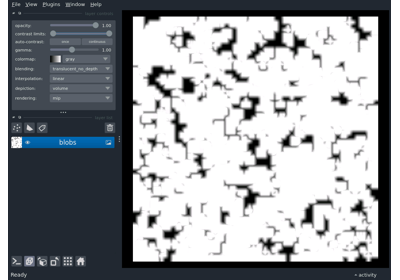 File View Plugins Window Help
opacity: 1.00
contrast limits:
auto-contrast: once continuous
gamma: 1.00
colormap: gray
blending: translucent_no_depth
interpolation: linear
depiction: volume
rendering: mip
blobs
Ready
activity